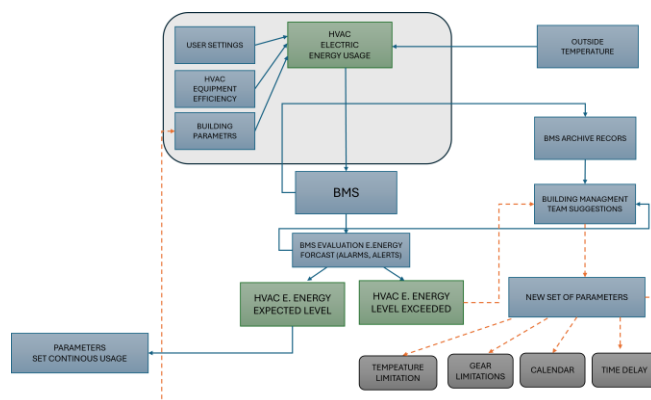 HVAC
ELECTRIC
ENERGY USAGE
USER SETTINGS
OUTSIDE
TEMPERATURE
HVAC
EQUIPMENT
EFFICIENCY
BUILDING
PARAMETRS
BMS ARCHIVE RECORS
BMS
BUILDING MANAGMENT
TEAM SUGGESTIONS
BMS EVALUATION E.ENERGY
FORCAST (ALARMS, ALERTS)
HVAC E. ENERGY
EXPECTED LEVEL
HVAC E. ENERGY
LEVEL EXCEEDED
NEW SET OF PARAMETERS
PARAMETERS
SET CONTINOUS USAGE
TEMPEATURE
LIMITATION
GEAR
LIMITATIONS
CALENDAR
TIME DELAY